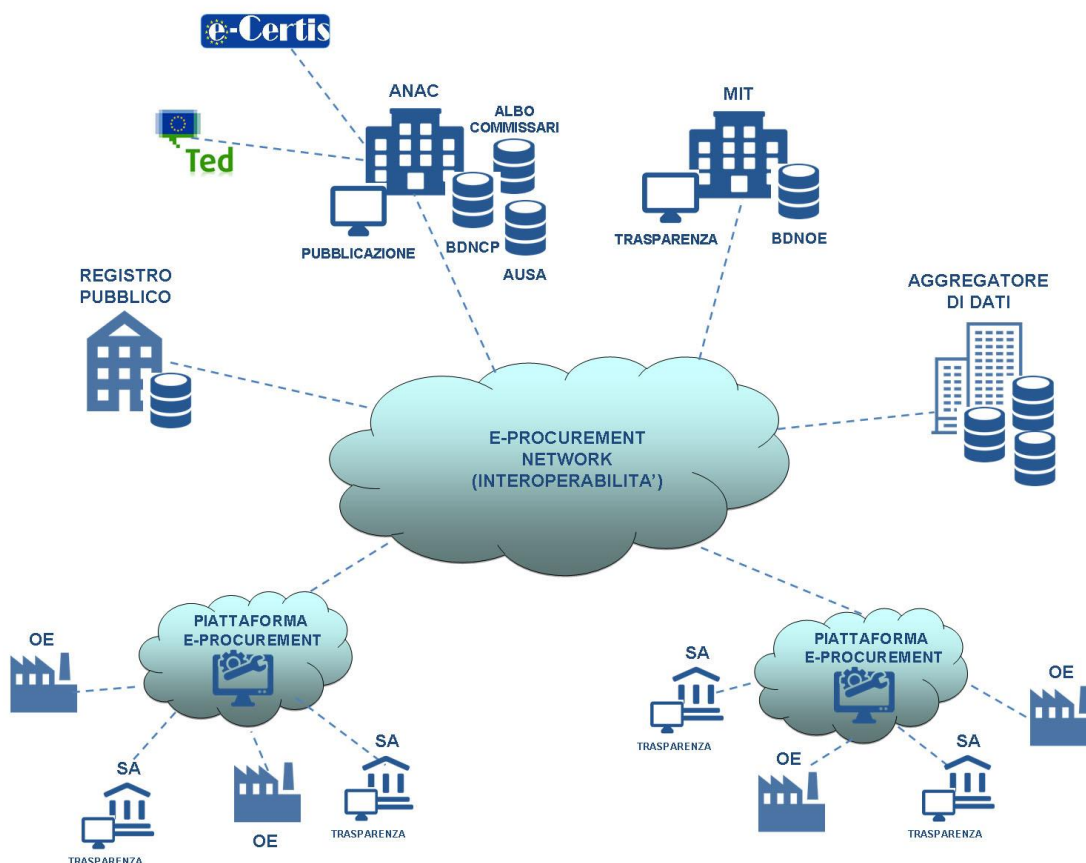 e-Certis
ANAC
MIT
ALBO
COMMISSARI
Ted
PUBBLICAZIONE
BDNCP
AUSA
TRASPARENZA
BDNOE
REGISTRO
PUBBLICO
AGGREGATORE
DI DATI
E-PROCUREMENT
NETWORK
(INTEROPERABILITA')
PIATTAFORMA
E-PROCUREMENT
OE
SA
TRASPARENZA
OE
SA
TRASPARENZA
PIATTAFORMA
E-PROCUREMENT
SA
TRASPARENZA
OE
OE
SA
TRASPARENZA